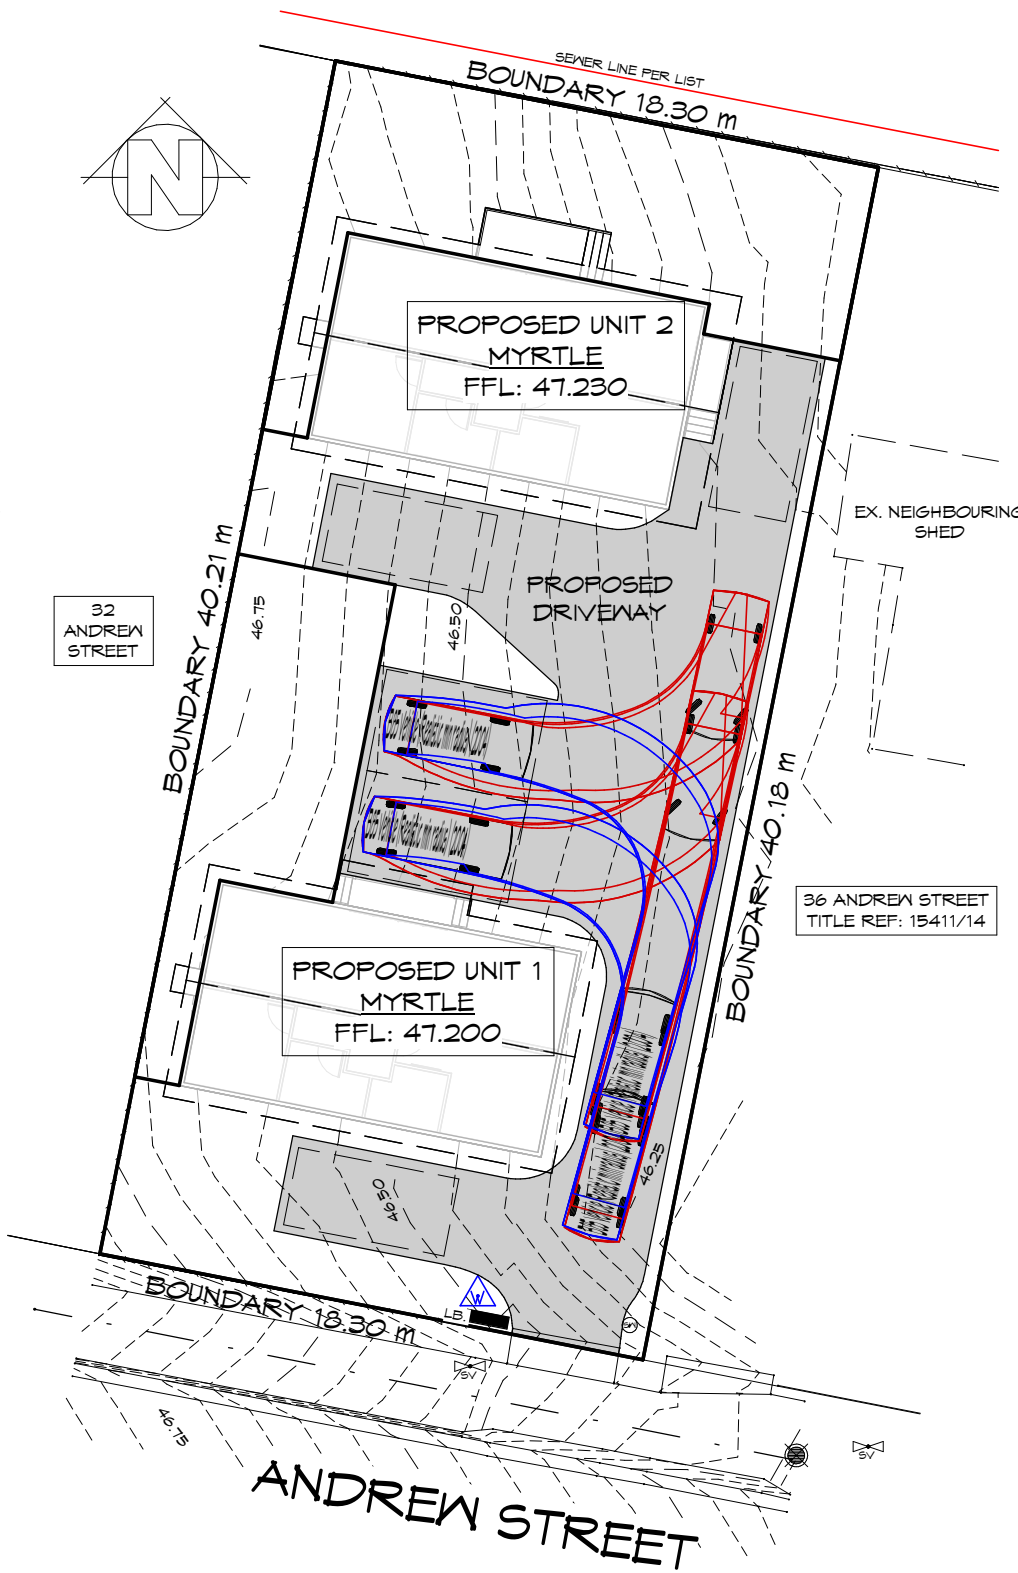 SEWER LINE PER LIST
BOUNDARY 18.30 m
N
PROPOSED UNIT 2
MYRTLE
FFL: 47.230
EX. NEIGHBOURING
SHED
PROPOSED
DRIVEWAY
BOUNDARY 40.21 m
32
ANDREW
STREET
46.75
46.50
BOUNDARY 40.18 m
36 ANDREW STREET
TITLE REF: 15411/14
PROPOSED UNIT 1
MYRTLE
FFL: 47.200
46.25
46.50
W
LB.
SM
BOUNDARY 18.30 m
SV
SV
46.75
ANDREW STREET